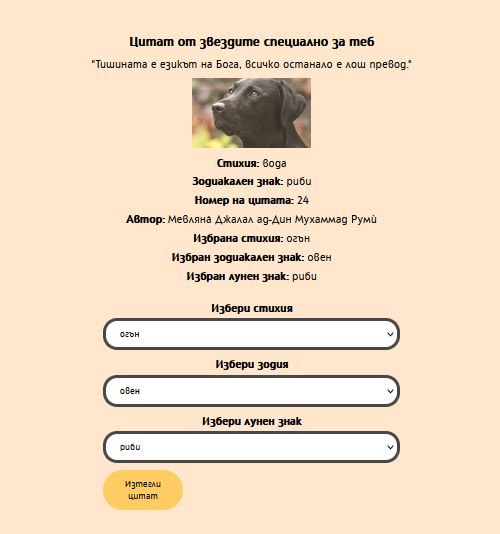 Цитат от звездите специално за теб
"Тишината е езикът на Бога, всичко останало е лош превод."
Стихия: вода
Зодиакален знак: риби
Номер на цитата: 24
Автор: Мевляна̀ Джалал ад-Дин Мухаммад Румѝ
Избрана стихия: огън
Избран зодиакален знак: овен
Избран лунен знак: риби
Избери стихия
огън
Избери зодия
овен
Избери лунен знак
риби
Изтегли
цитат